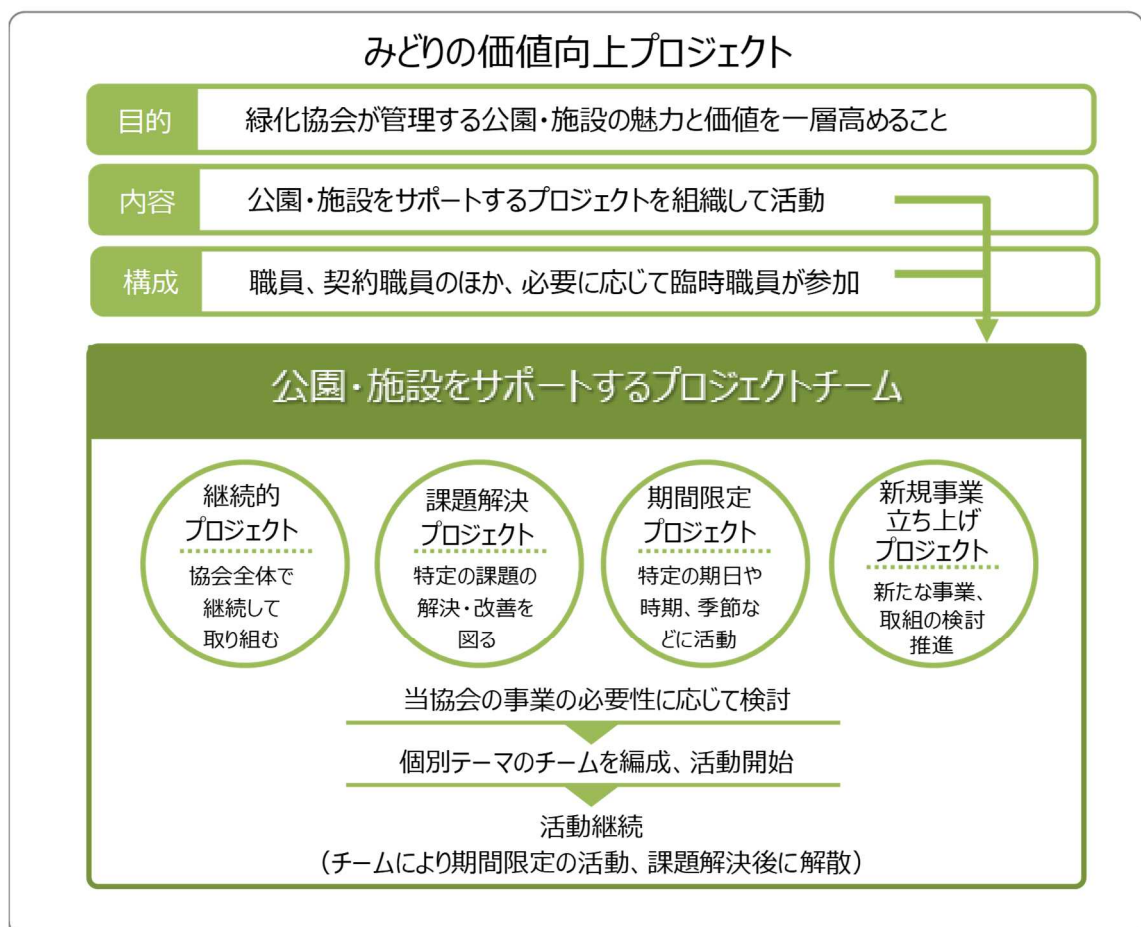 みどりの価値向上プロジェクト
目的
緑化協会が管理する公園・施設の魅力と価値を一層高めること
内容
公園・施設をサポートするプロジェクトを組織して活動
構成
職員、契約職員のほか、必要に応じて臨時職員が参加
公園・施設をサポートするプロジェクトチーム
継続的
プロジェクト
協会全体で
継続して
取り組む
課題解決
プロジェクト
特定の課題の
解決・改善を
図る
期間限定
プロジェクト
特定の期日や
時期、季節な
どに活動
新規事業
立ち上げ
プロジェクト
新たな事業、
取組の検討
推進
当協会の事業の必要性に応じて検討
個別テーマのチームを編成、活動開始
活動継続
（チームにより期間限定の活動、課題解決後に解散）